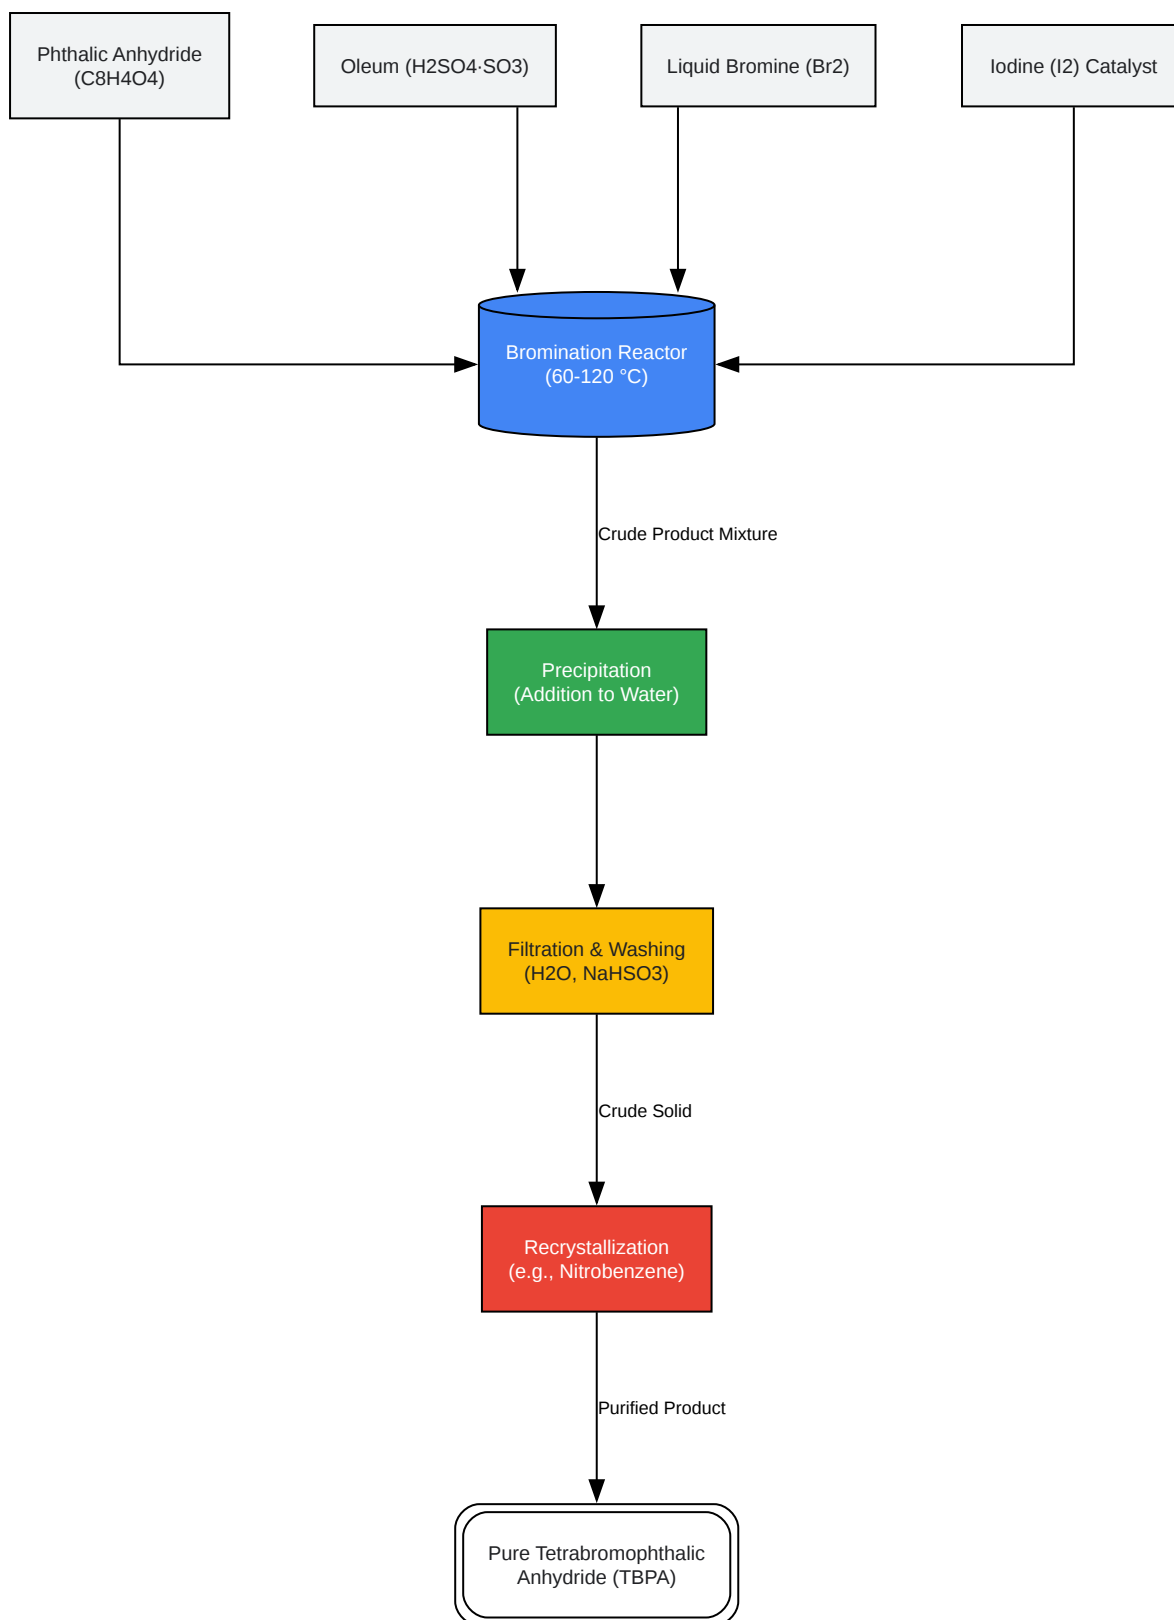 Phthalic Anhydride
(C8H4O4)
Oleum (H2SO4·SO3)
Liquid Bromine (Br2)
Iodine (I2) Catalyst
Bromination Reactor
(60-120 °C)
Crude Product Mixture
Precipitation
(Addition to Water)
Filtration & Washing
(H2O, NaHSO3)
Crude Solid
Recrystallization
(e.g., Nitrobenzene)
Purified Product
Pure Tetrabromophthalic
Anhydride (TBPA)